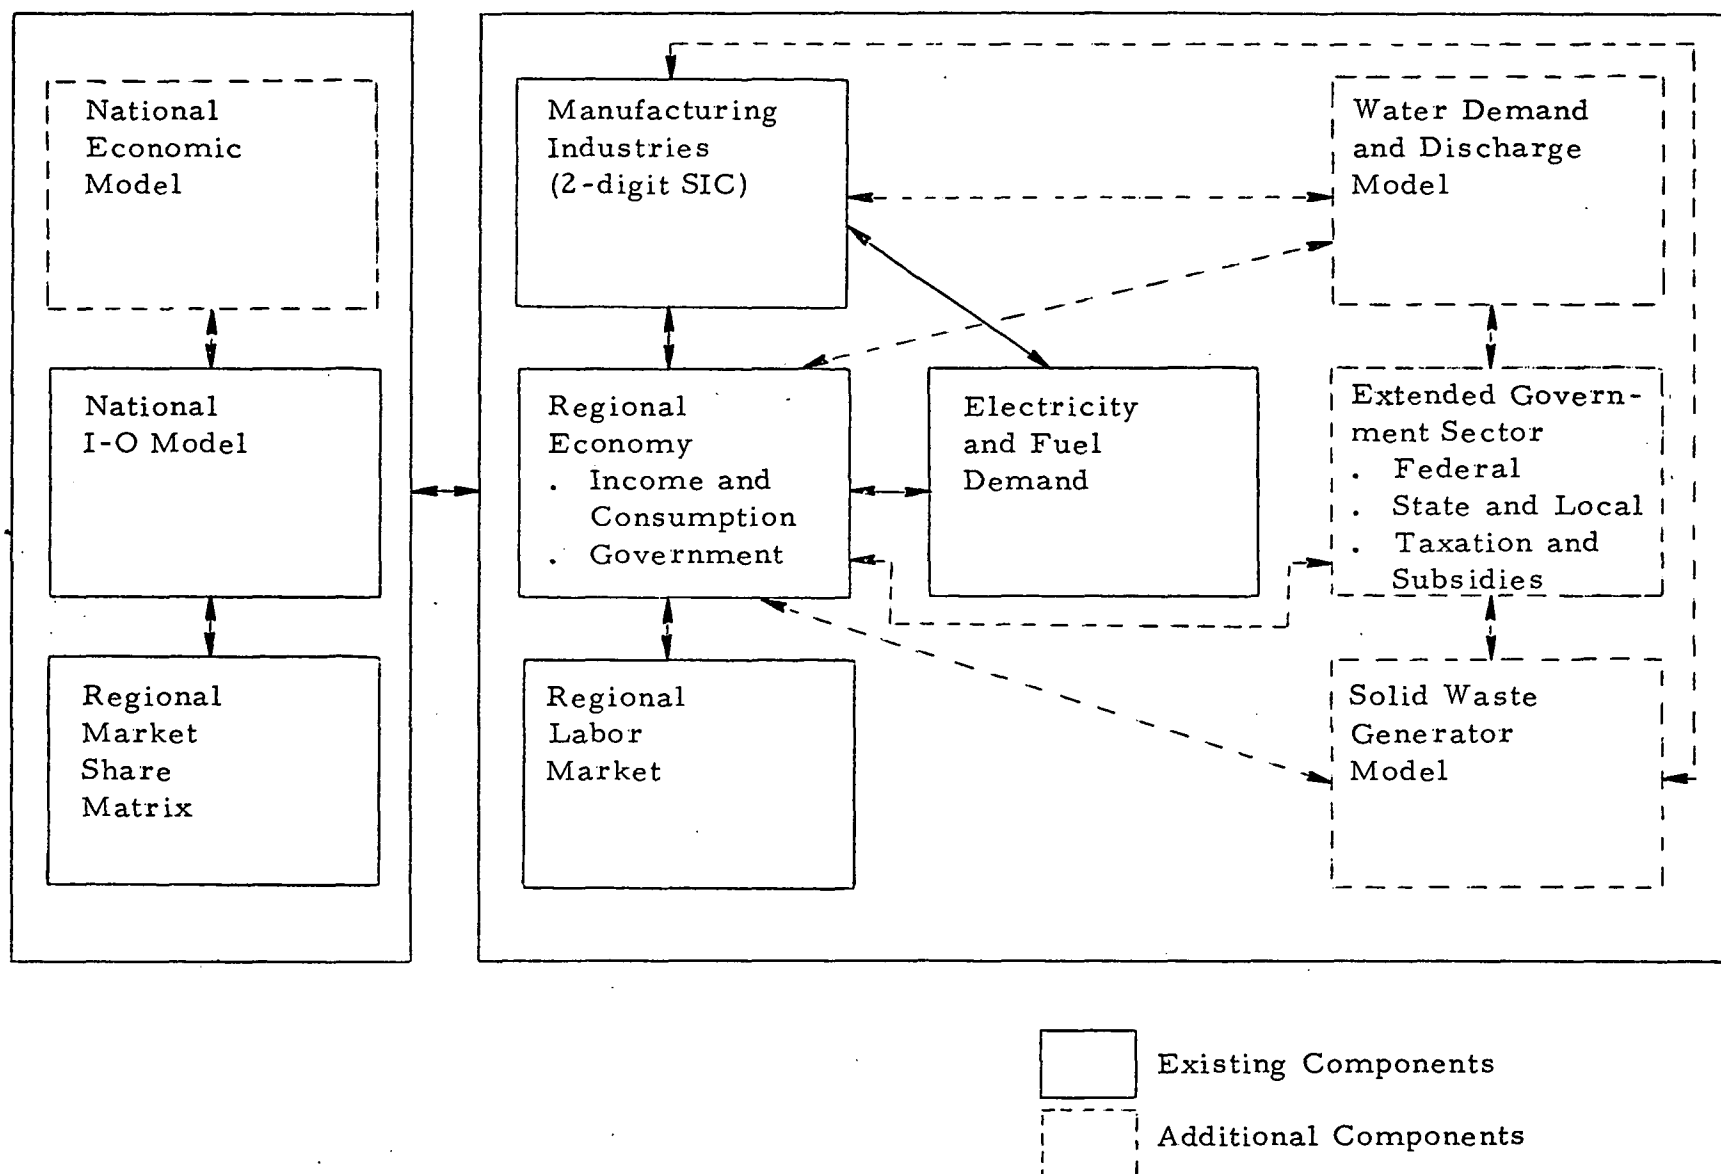 National
Economic
Model
National
I-O Model
Regional
Market
Share
Matrix
Manufacturing
Industries
(2-digit SIC)
Regional
Economy
. Income and
Consumption
. Government
Regional
Labor
Market
Electricity
and Fuel
Demand
Water Demand
and Discharge
Model
Extended Govern-
ment Sector
. Federal
. State and Local
. Taxation and
Subsidies
Solid Waste
Generator
Model
Existing Components
Additional Components